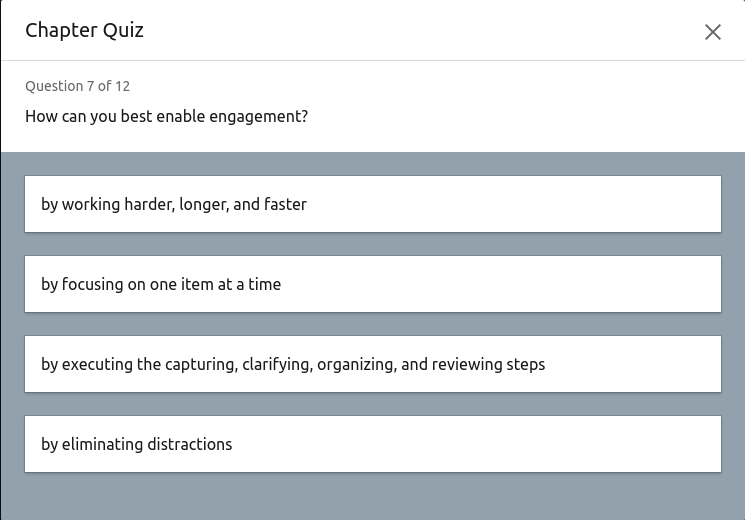 Chapter Quiz
Question 7 of 12
How can you best enable engagement?
by working harder, longer, and faster
by focusing on one item at a time
by executing the capturing, clarifying, organizing, and reviewing steps
by eliminating distractions